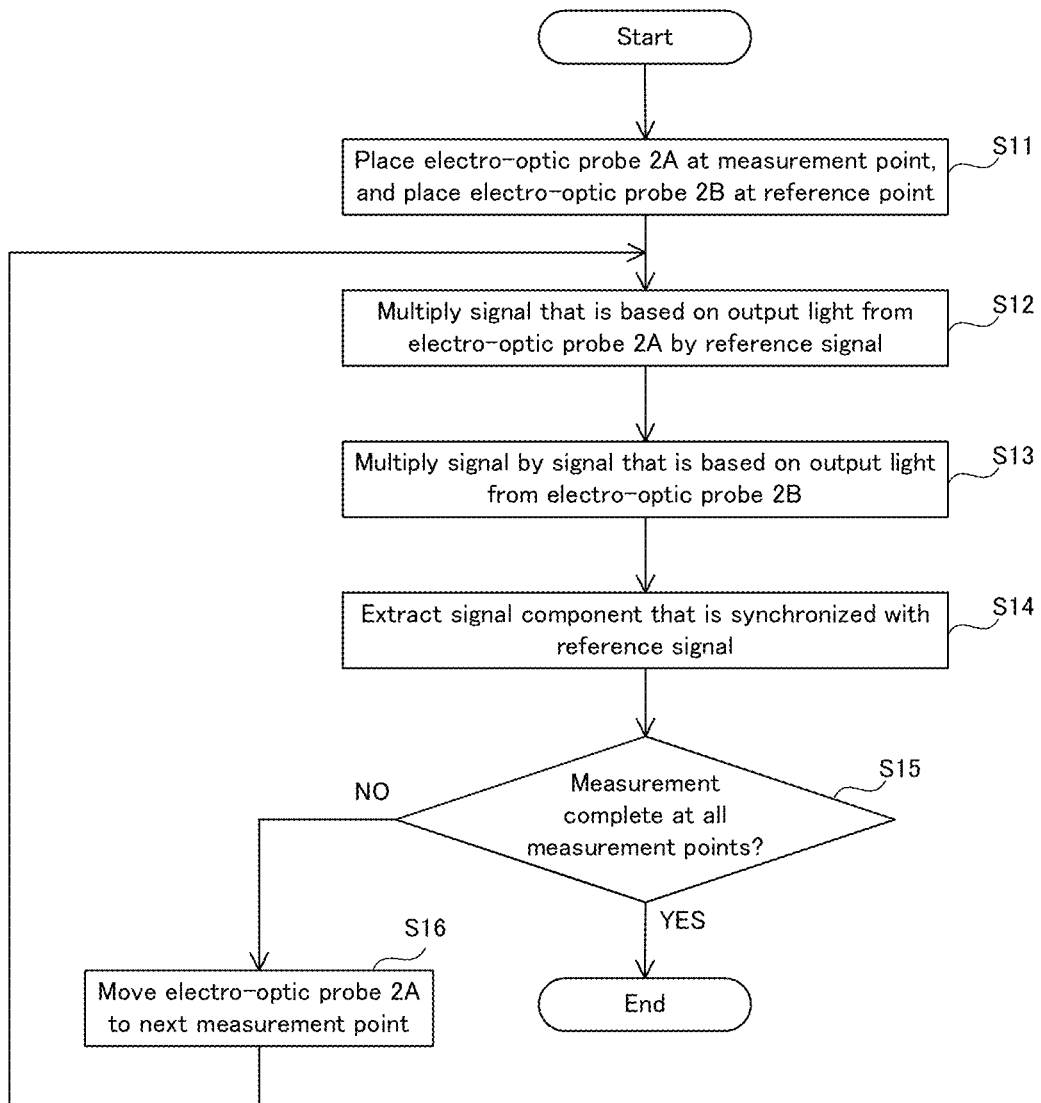 Start
S11
Place electro-optic probe 2A at measurement point,
and place electro-optic probe 2B at reference point
S12
Multiply signal that is based on output light from
electro-optic probe 2A by reference signal
S13
Multiply signal by signal that is based on output light
from electro-optic probe 2B
S14
Extract signal component that is synchronized with
reference signal
S15
Measurement
complete at all
measurement points?
NO
YES
S16
Move electro-optic probe 2A
to next measurement point
End